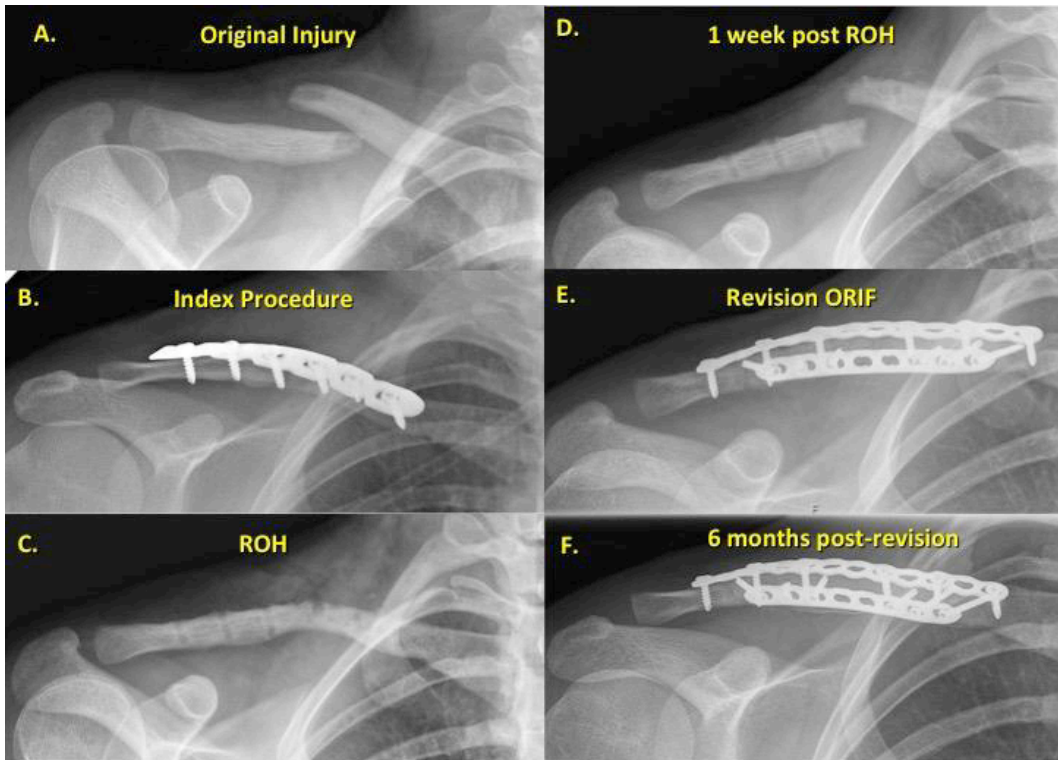 A.
Original Injury
B.
Index Procedure
C.
ROH
D.
1 week post ROH
E.
Revision ORIF
F.
6 months post-revision